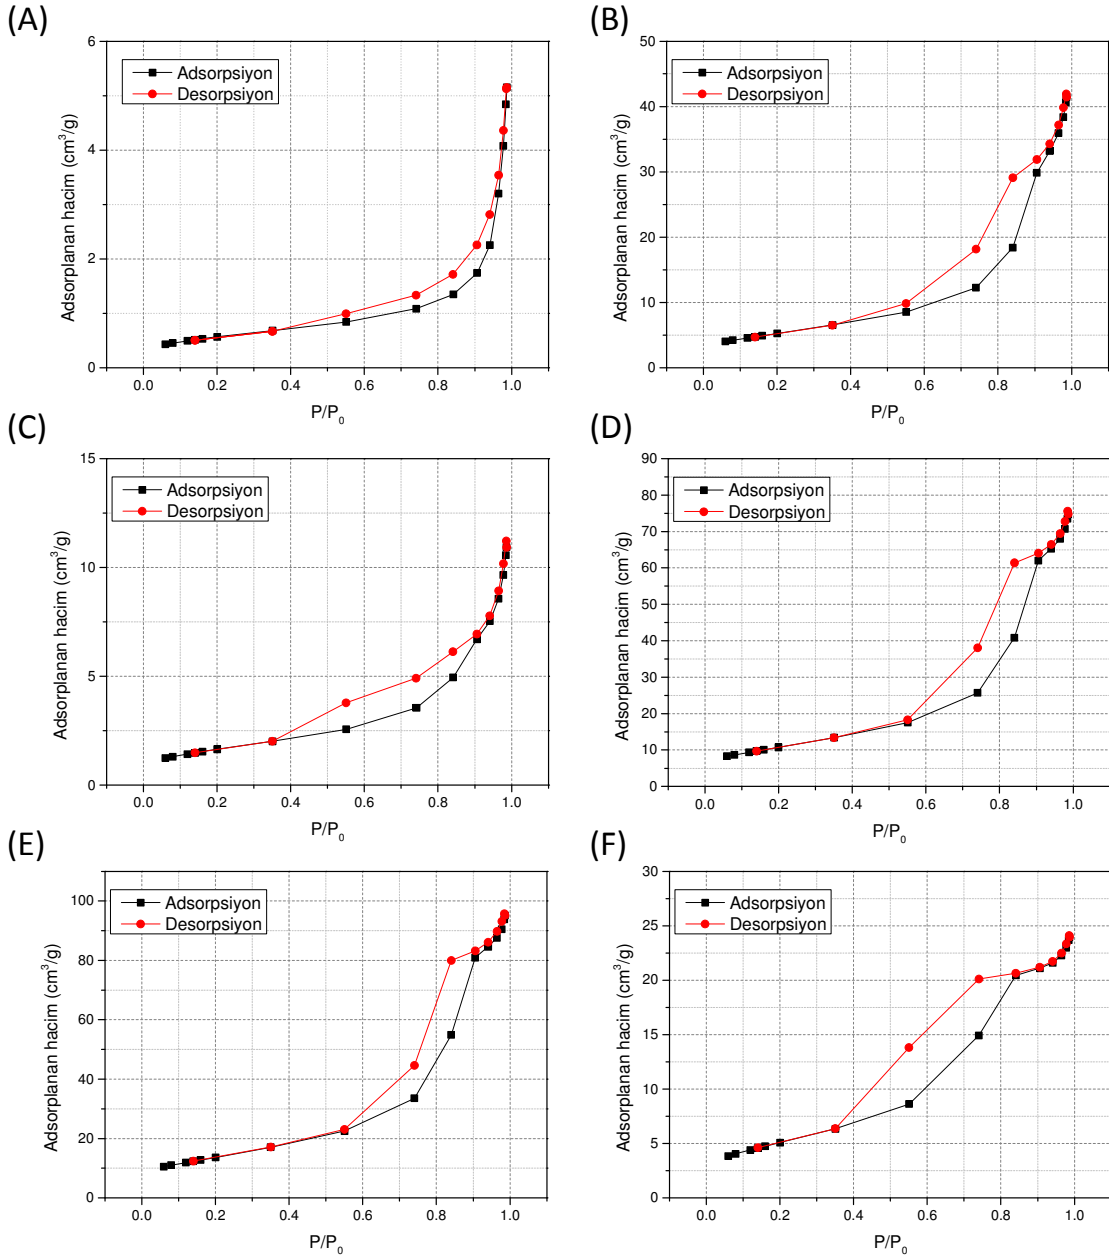 (A)
6
4
2
0
Adsorplanan hacim (cm³/g)
Adsorpsiyon
Desorpsiyon
0.0 0.2 0.4 0.6 0.8 1.0
P/P₀
(B)
50
40
30
20
10
0
Adsorplanan hacim (cm³/g)
Adsorpsiyon
Desorpsiyon
0.0 0.2 0.4 0.6 0.8 1.0
P/P₀
(C)
15
10
5
0
Adsorplanan hacim (cm³/g)
Adsorpsiyon
Desorpsiyon
0.0 0.2 0.4 0.6 0.8 1.0
P/P₀
(D)
90
80
70
60
50
40
30
20
10
0
Adsorplanan hacim (cm³/g)
Adsorpsiyon
Desorpsiyon
0.0 0.2 0.4 0.6 0.8 1.0
P/P₀
(E)
100
80
60
40
20
0
Adsorplanan hacim (cm³/g)
Adsorpsiyon
Desorpsiyon
0.0 0.2 0.4 0.6 0.8 1.0
P/P₀
(F)
30
25
20
15
10
5
0
Adsorplanan hacim (cm³/g)
Adsorpsiyon
Desorpsiyon
0.0 0.2 0.4 0.6 0.8 1.0
P/P₀